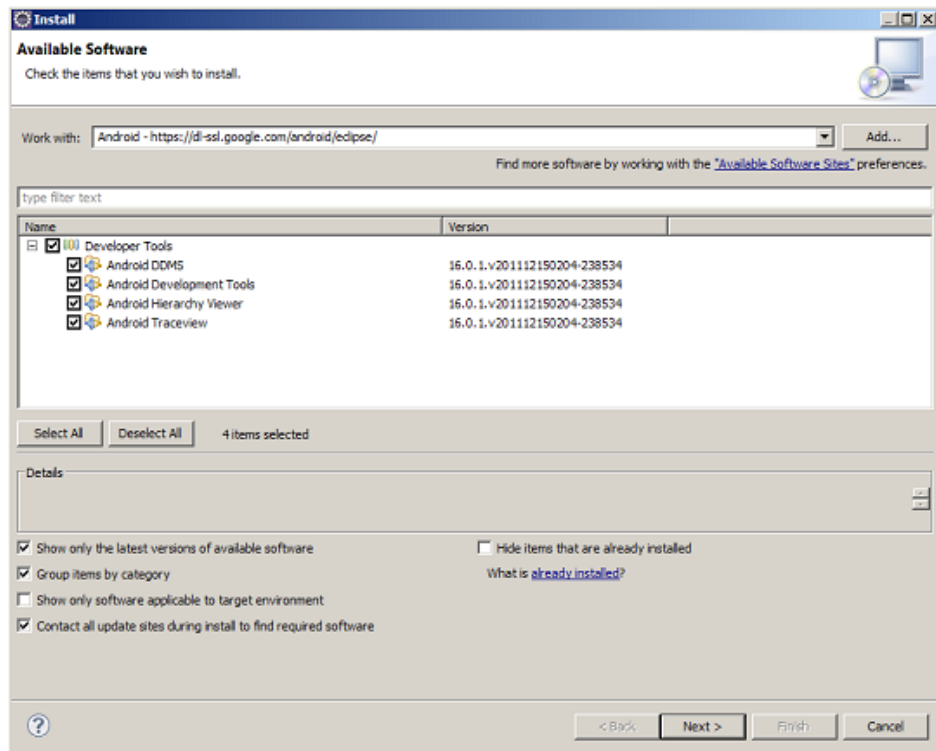 Install
Available Software
Check the items that you wish to install.
Work with: Android - https://dl-ssl.google.com/android/eclipse/ Add...
Find more software by working with the "Available Software Sites" preferences.
type filter text
Name Version
Developer Tools
Android DDMS 16.0.1.v201112150204-238534
Android Development Tools 16.0.1.v201112150204-238534
Android Hierarchy Viewer 16.0.1.v201112150204-238534
Android Traceview 16.0.1.v201112150204-238534
Select All Deselect All 4 items selected
Details
Show only the latest versions of available software Hide items that are already installed
Group items by category What is already installed?
Show only software applicable to target environment
Contact all update sites during install to find required software
? < Back Next > Finish Cancel